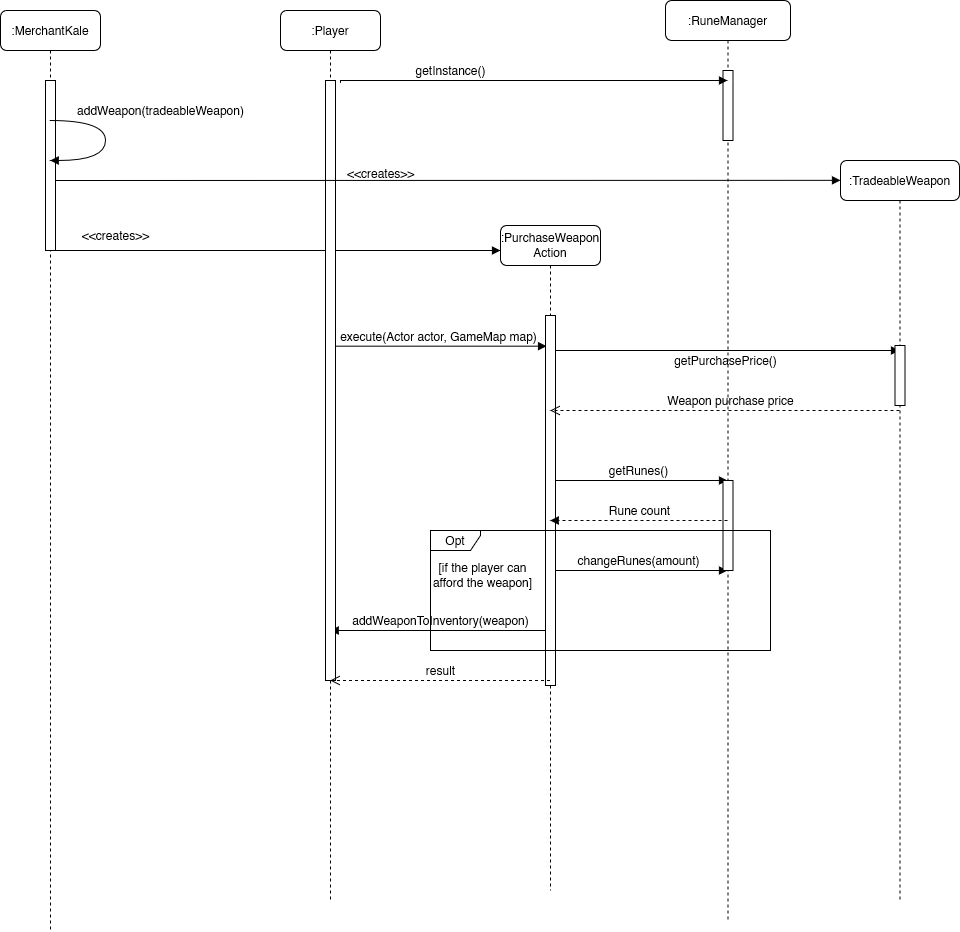 :MerchantKale
:Player
:RuneManager
getInstance()
addWeapon(tradeableWeapon)
<<creates>>
:TradeableWeapon
<<creates>>
:PurchaseWeapon
Action
execute(Actor actor, GameMap map)
getPurchasePrice()
Weapon purchase price
getRunes()
Rune count
Opt
[if the player can
afford the weapon]
changeRunes(amount)
addWeaponToInventory(weapon)
result